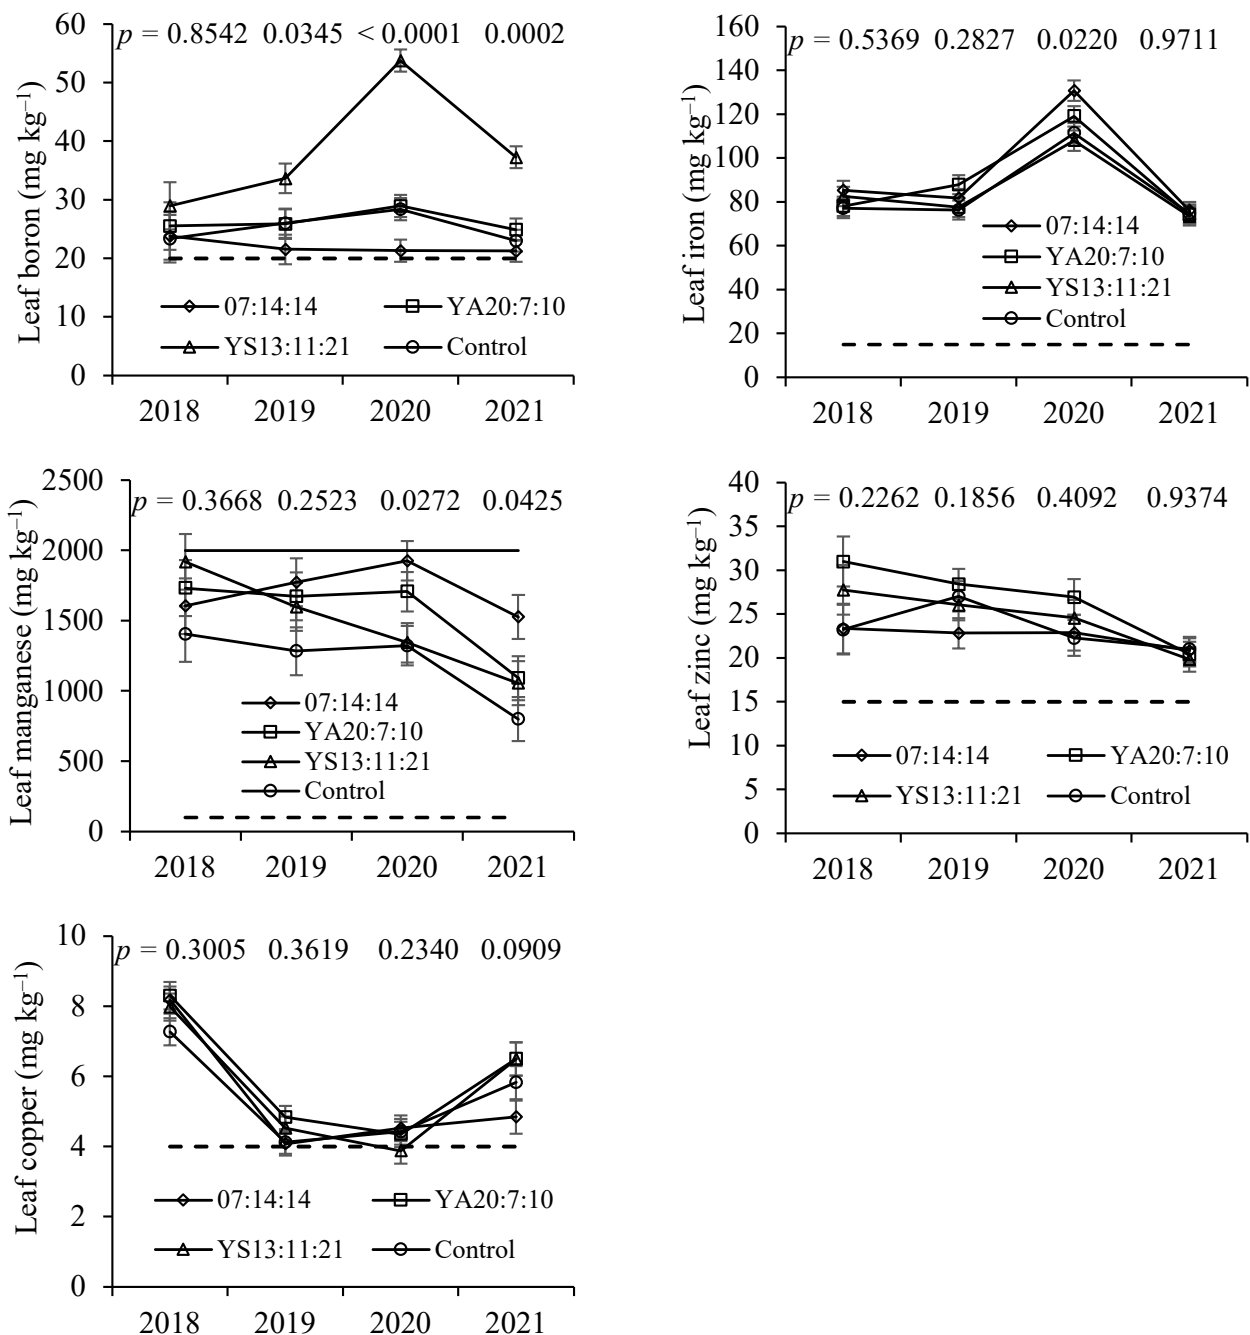 Leaf boron (mg kg⁻¹)
60
50
40
30
20
10
0
p = 0.8542 0.0345 < 0.0001 0.0002
07:14:14 YA20:7:10
YS13:11:21 Control
2018 2019 2020 2021
Leaf iron (mg kg⁻¹)
160
140
120
100
80
60
40
20
0
p = 0.5369 0.2827 0.0220 0.9711
07:14:14
YA20:7:10
YS13:11:21
Control
2018 2019 2020 2021
Leaf manganese (mg kg⁻¹)
2500
2000
1500
1000
500
0
p = 0.3668 0.2523 0.0272 0.0425
07:14:14
YA20:7:10
YS13:11:21
Control
2018 2019 2020 2021
Leaf zinc (mg kg⁻¹)
40
35
30
25
20
15
10
5
0
p = 0.2262 0.1856 0.4092 0.9374
07:14:14 YA20:7:10
YS13:11:21 Control
2018 2019 2020 2021
Leaf copper (mg kg⁻¹)
10
8
6
4
2
0
p = 0.3005 0.3619 0.2340 0.0909
07:14:14 YA20:7:10
YS13:11:21 Control
2018 2019 2020 2021